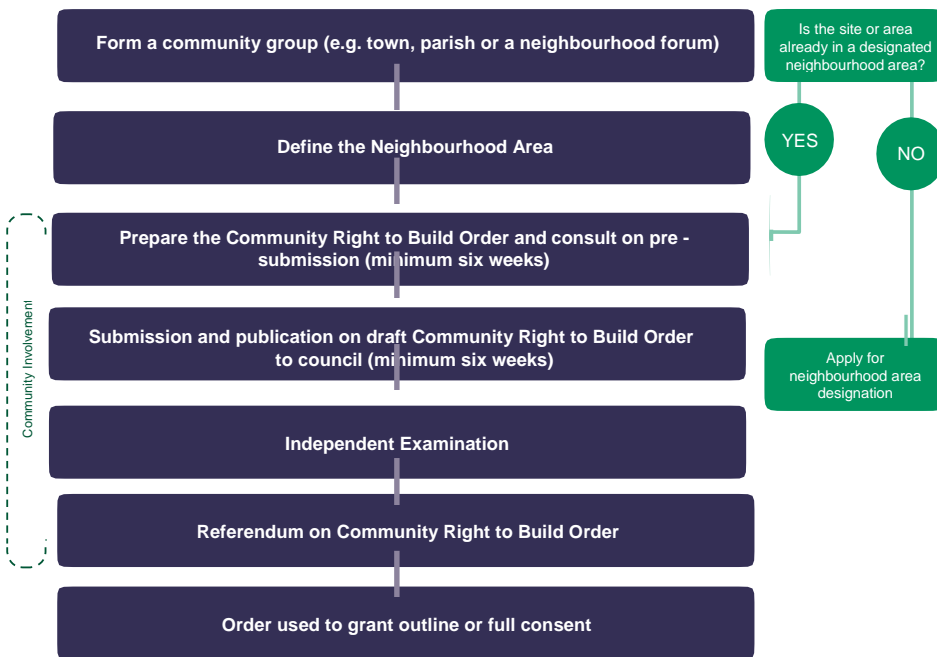 Form a community group (e.g. town, parish or a neighbourhood forum)
Is the site or area
already in a designated
neighbourhood area?
Define the Neighbourhood Area
YES
NO
Prepare the Community Right to Build Order and consult on pre -
submission (minimum six weeks)
Submission and publication on draft Community Right to Build Order
to council (minimum six weeks)
Apply for
neighbourhood area
designation
Community Involvement
Independent Examination
Referendum on Community Right to Build Order
Order used to grant outline or full consent